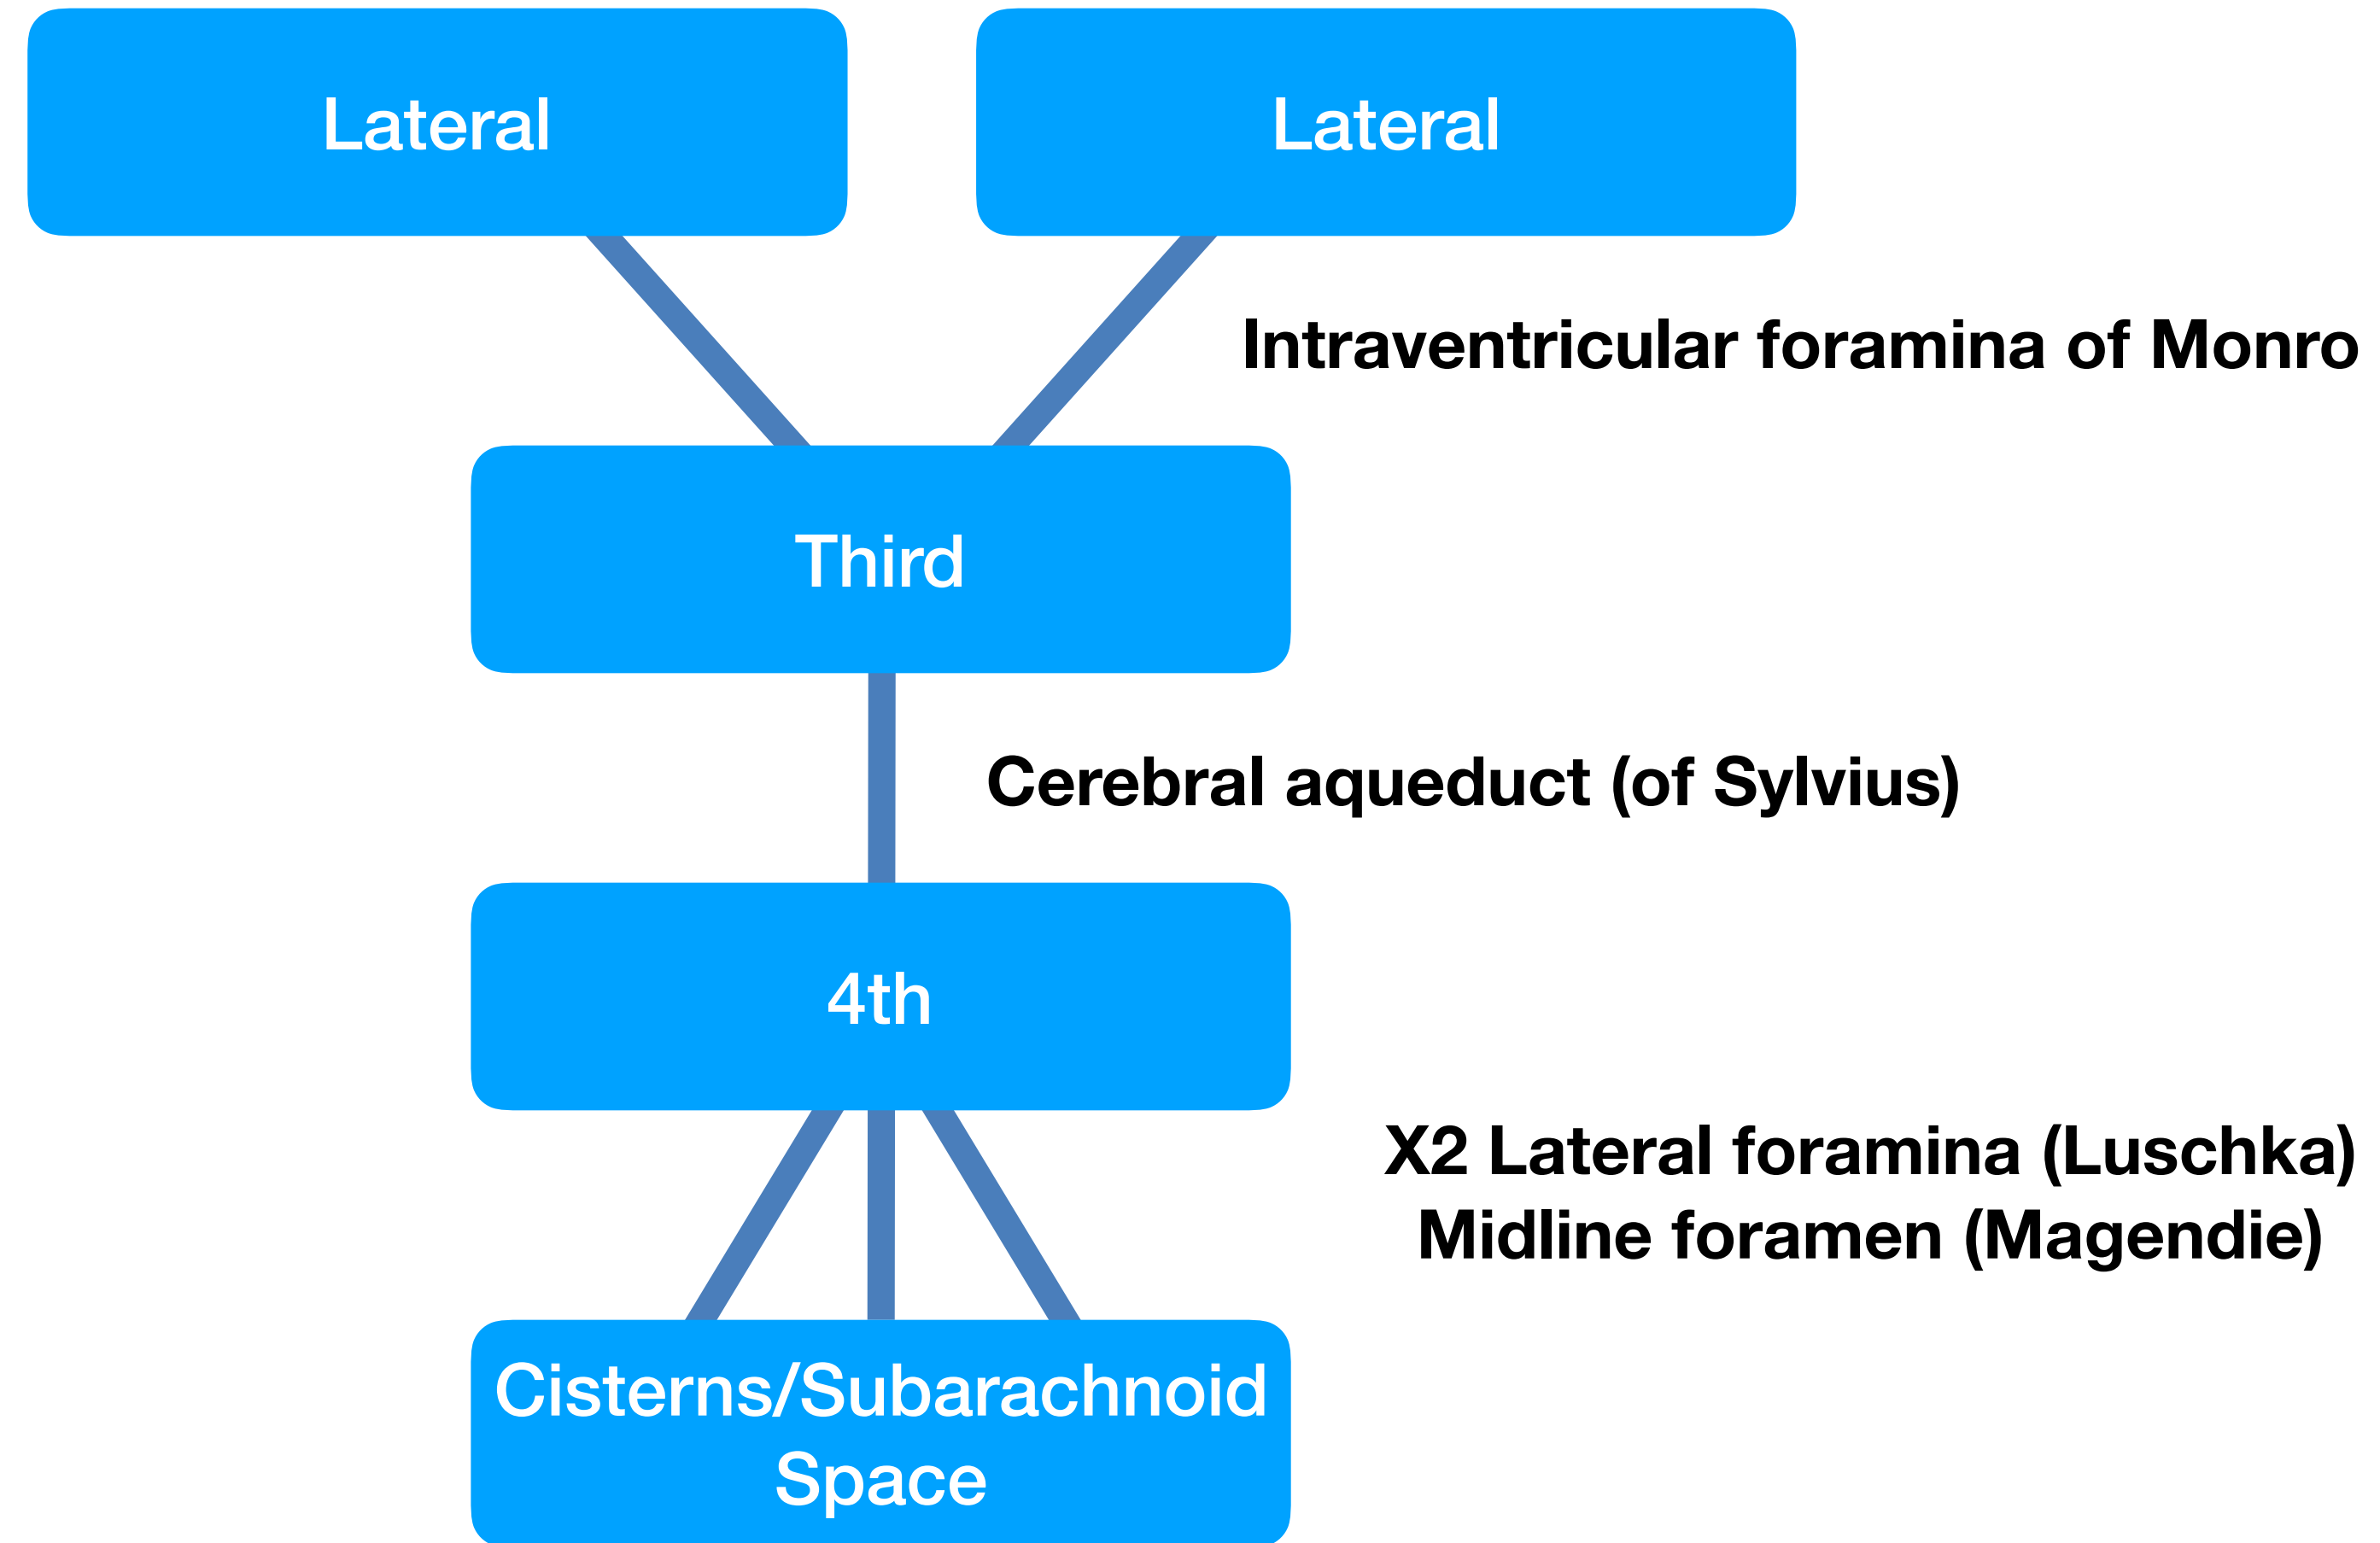 Lateral
Lateral
Intraventricular foramina of Monro
Third
Cerebral aqueduct (of Sylvius)
4th
X2 Lateral foramina (Luschka)
Midline foramen (Magendie)
Cisterns/Subarachnoid
Space